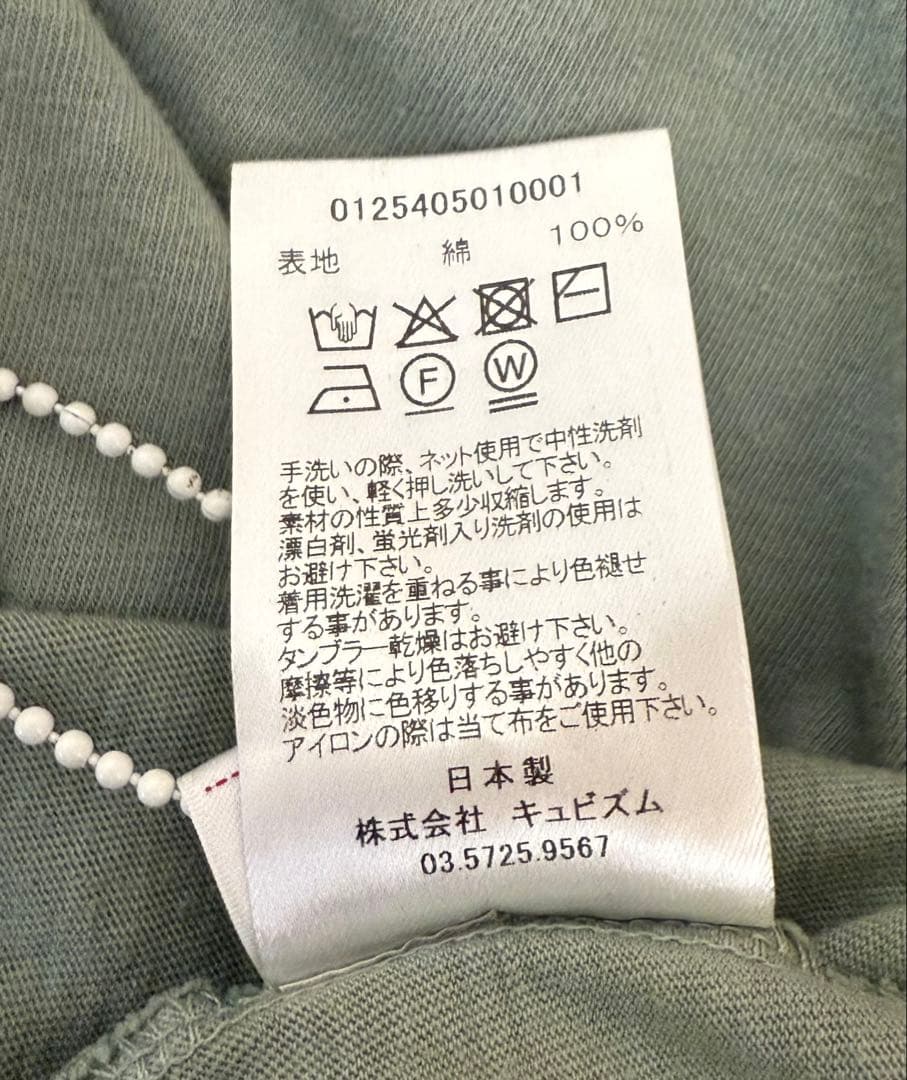 0125405010001
表地 綿 100%
F W
手洗いの際、ネット使用で中性洗剤
を使い、軽く押し洗いして下さい。
素材の性質上多少収縮します。
漂白剤、蛍光剤入り洗剤の使用は
お避け下さい。
着用洗濯を重ねる事により色褪せ
する事があります。
タンブラー乾燥はお避け下さい。
摩擦等により色落ちしやすく他の
淡色物に色移りする事があります。
アイロンの際は当て布をご使用下さい。
日本製
株式会社 キュビズム
03.5725.9567